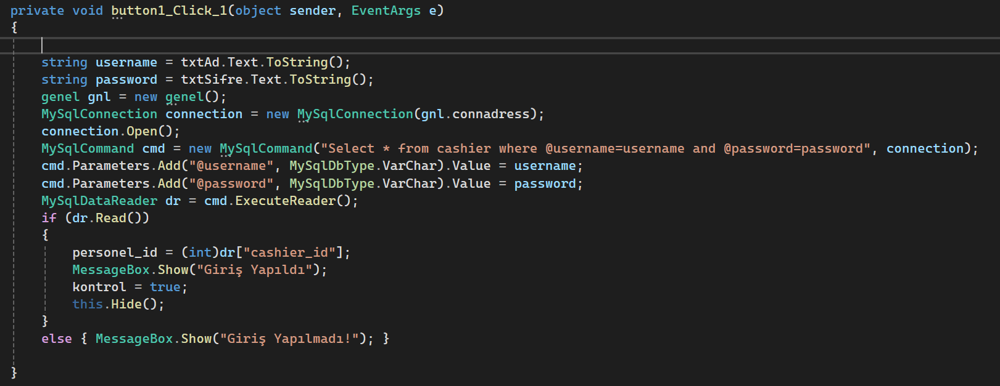 private void button1_Click_1(object sender, EventArgs e)
{
string username = txtAd.Text.ToString();
string password = txtSifre.Text.ToString();
genel gnl = new genel();
MySqlConnection connection = new MySqlConnection(gnl.connadress);
connection.Open();
MySqlCommand cmd = new MySqlCommand("Select * from cashier where @username=username and @password=password", connection);
cmd.Parameters.Add("@username", MySqlDbType.VarChar).Value = username;
cmd.Parameters.Add("@password", MySqlDbType.VarChar).Value = password;
MySqlDataReader dr = cmd.ExecuteReader();
if (dr.Read())
{
personel_id = (int)dr["cashier_id"];
MessageBox.Show("Giriş Yapıldı");
kontrol = true;
this.Hide();
}
else { MessageBox.Show("Giriş Yapılmadı!"); }
}